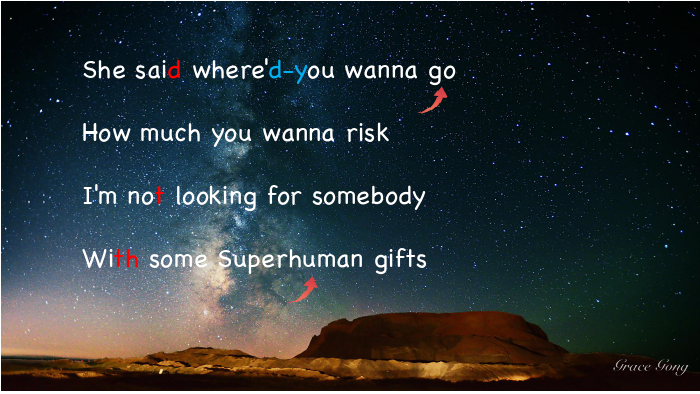 She said where'd-you wanna go
How much you wanna risk
I'm not looking for somebody
With some Superhuman gifts
Grace Gong